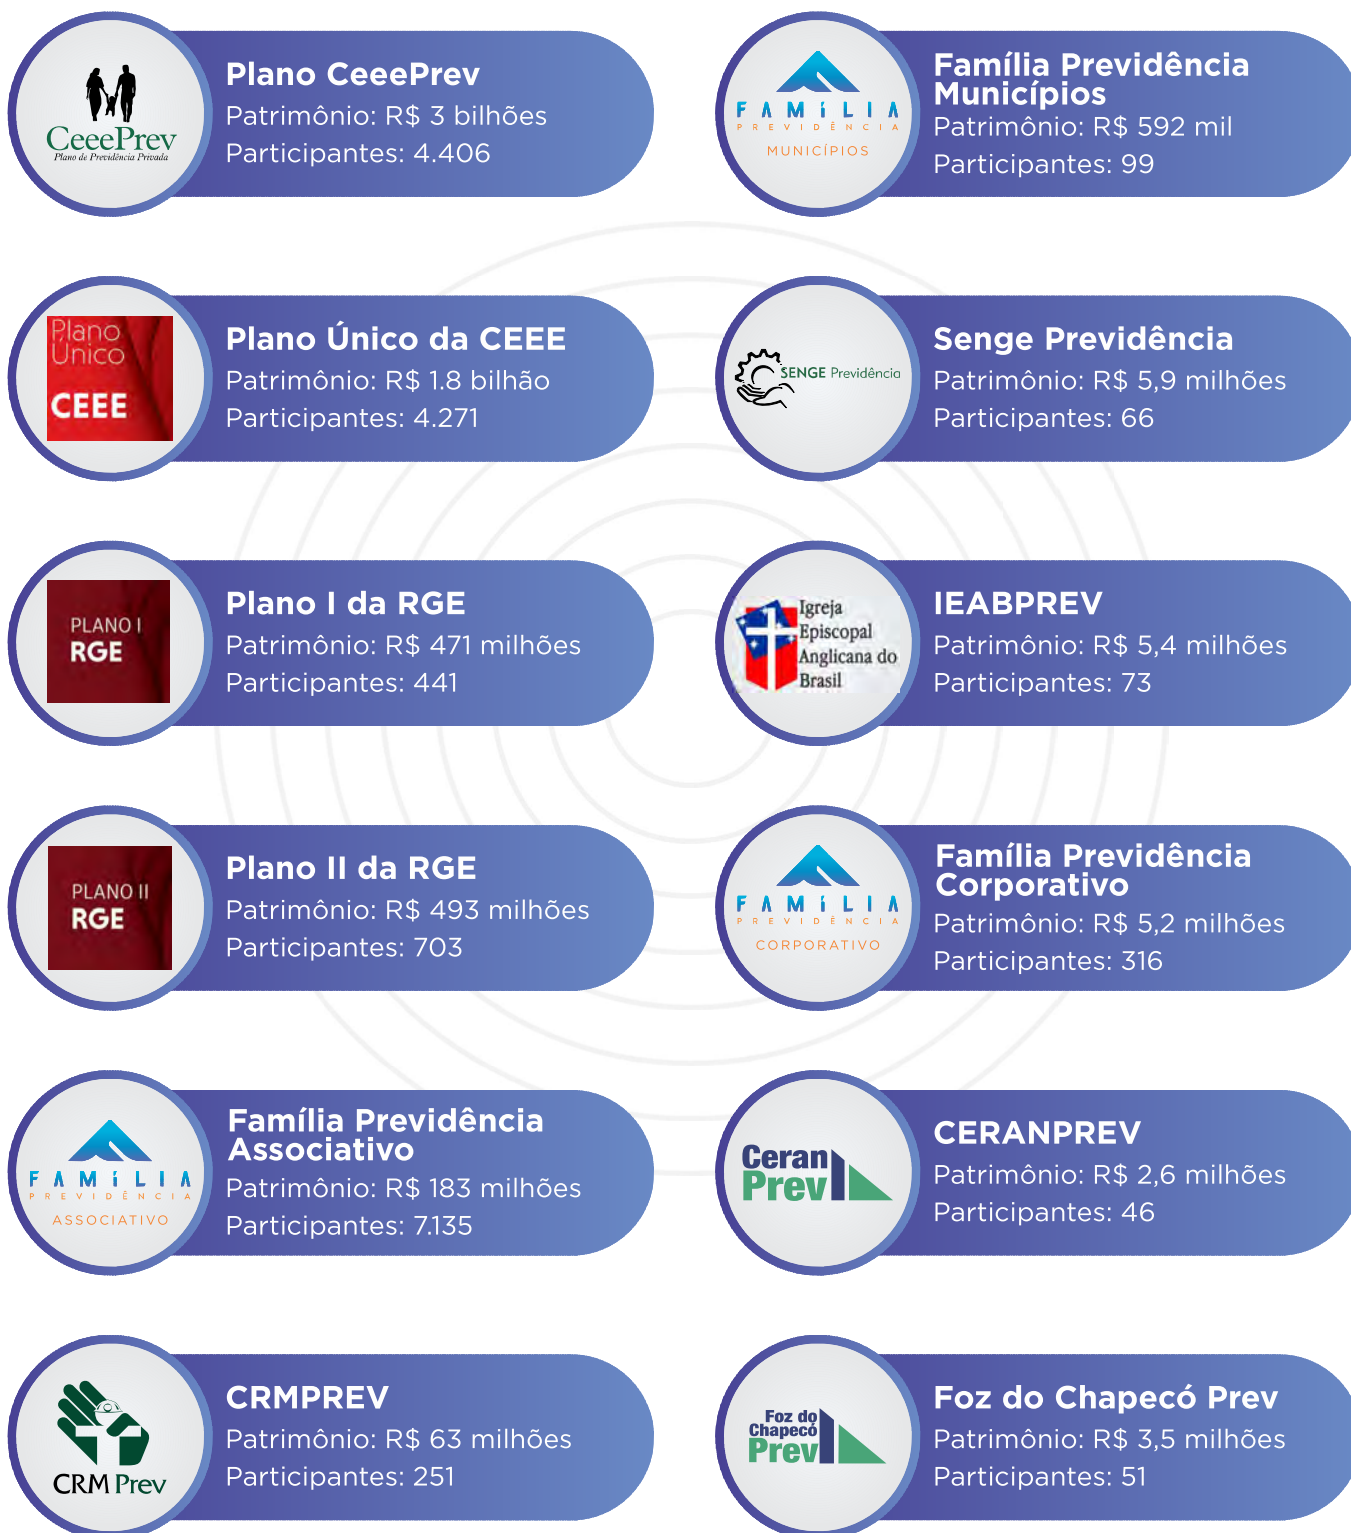 CeeePrev
Plano de Previdência Privada
Plano CeeePrev
Patrimônio: R$ 3 bilhões
Participantes: 4.406
FAMÍLIA
PREVIDÊNCIA
MUNICÍPIOS
Família Previdência
Municípios
Patrimônio: R$ 592 mil
Participantes: 99
Plano
Único
CEEE
Plano Único da CEEE
Patrimônio: R$ 1.8 bilhão
Participantes: 4.271
SENGE Previdência
Senge Previdência
Patrimônio: R$ 5,9 milhões
Participantes: 66
PLANO I
RGE
Plano I da RGE
Patrimônio: R$ 471 milhões
Participantes: 441
Igreja
Episcopal
Anglicana do
Brasil
IEABPREV
Patrimônio: R$ 5,4 milhões
Participantes: 73
PLANO II
RGE
Plano II da RGE
Patrimônio: R$ 493 milhões
Participantes: 703
FAMÍLIA
PREVIDÊNCIA
CORPORATIVO
Família Previdência
Corporativo
Patrimônio: R$ 5,2 milhões
Participantes: 316
FAMÍLIA
PREVIDÊNCIA
ASSOCIATIVO
Família Previdência
Associativo
Patrimônio: R$ 183 milhões
Participantes: 7.135
Ceran
Prev
CERANPREV
Patrimônio: R$ 2,6 milhões
Participantes: 46
CRM Prev
CRMPREV
Patrimônio: R$ 63 milhões
Participantes: 251
Foz do
Chapecó
Prev
Foz do Chapecó Prev
Patrimônio: R$ 3,5 milhões
Participantes: 51